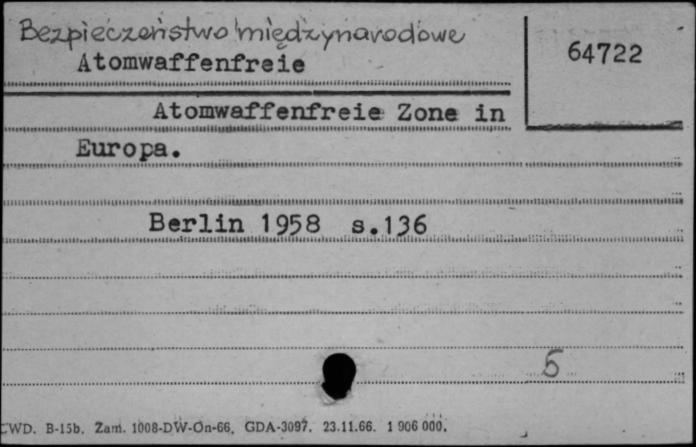 Bezpieczeństwo międzynarodowe
Atomwaffenfreie
64722
Atomwaffenfreie Zone in
Europa.
Berlin 1958 s.136
5
CWD. B-15b. Zam. 1008-DW-On-66. GDA-3097. 23.11.66. 1 906 000.